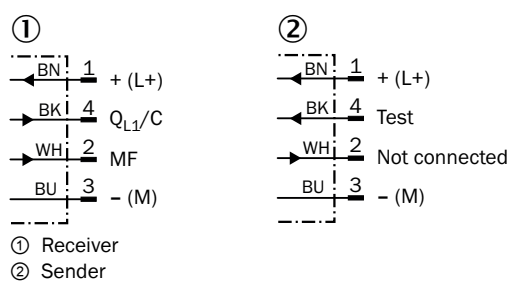 ① ②
BN 1 + (L+) BN 1 + (L+)
BK 4 QL1/C BK 4 Test
WH 2 MF WH 2 Not connected
BU 3 − (M) BU 3 − (M)
① Receiver
② Sender